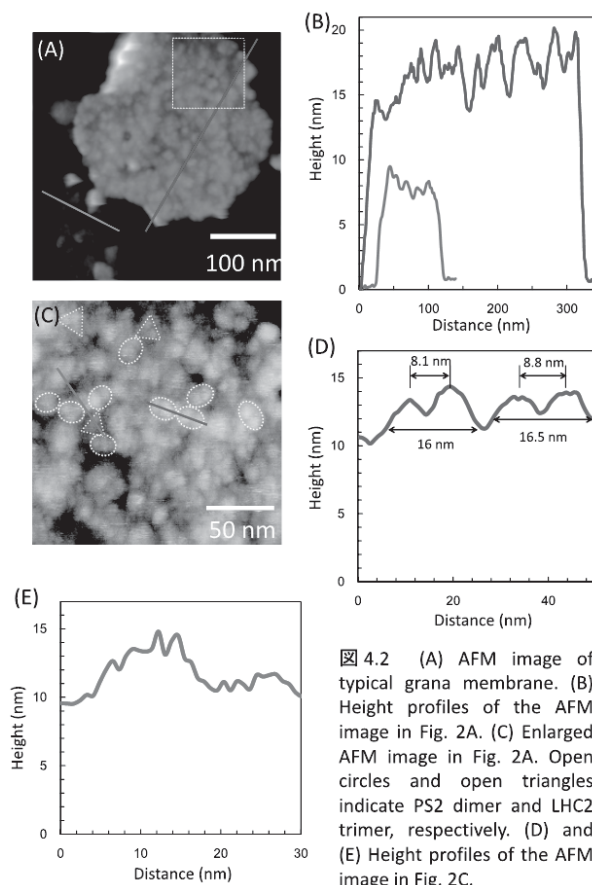 (A)
100 nm
(B)
Height (nm)
20
15
10
5
0
0
100
200
300
Distance (nm)
(C)
50 nm
(D)
8.1 nm
8.8 nm
16 nm
16.5 nm
Height (nm)
15
10
5
0
0
20
40
Distance (nm)
(E)
Height (nm)
15
10
5
0
0
10
20
30
Distance (nm)
図 4.2 (A) AFM image of
typical grana membrane. (B)
Height profiles of the AFM
image in Fig. 2A. (C) Enlarged
AFM image in Fig. 2A. Open
circles and open triangles
indicate PS2 dimer and LHC2
trimer, respectively. (D) and
(E) Height profiles of the AFM
image in Fig. 2C.